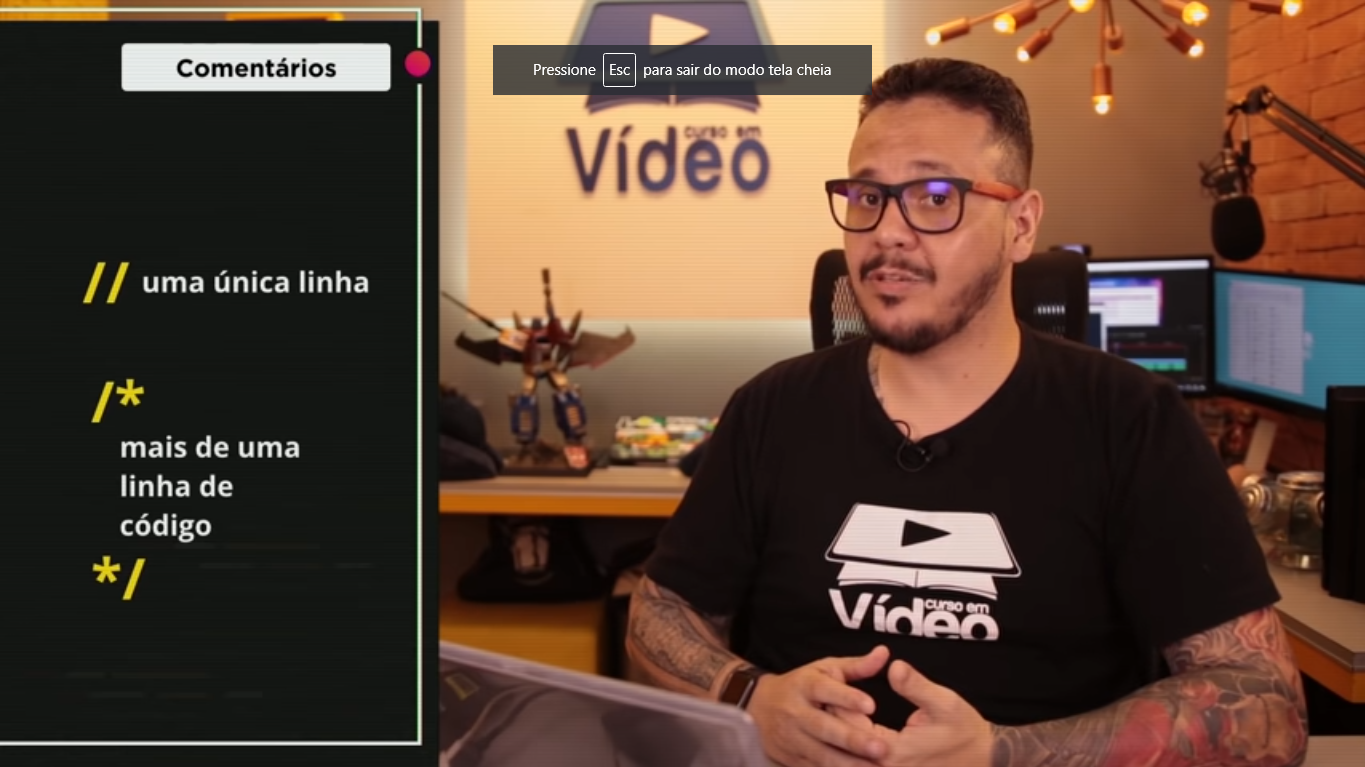 Comentários
// uma única linha
/*
mais de uma
linha de
código
*/
Pressione Esc para sair do modo tela cheia
curso em
Vídeo
curso em
Vídeo